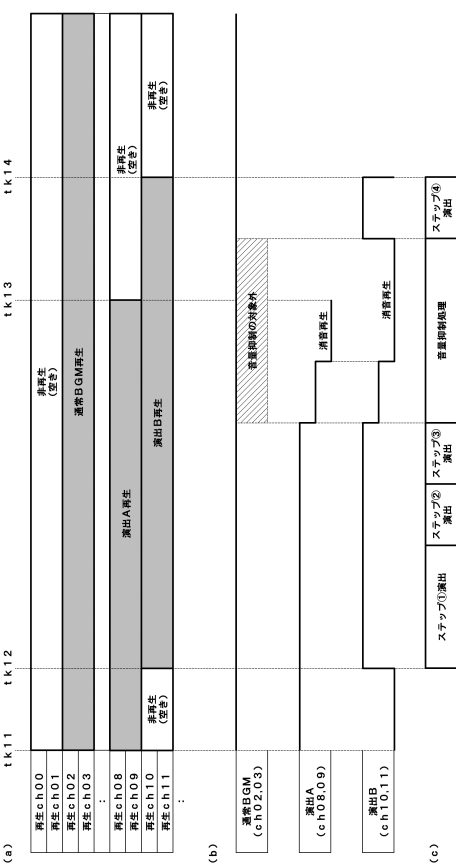 (a)
tk11
tk12
tk13
tk14
再生ch00
再生ch01
非再生
(空き)
再生ch02
再生ch03
通常BGM再生
:
再生ch08
再生ch09
演出A再生
非再生
(空き)
再生ch10
再生ch11
非再生
(空き)
演出B再生
非再生
(空き)
:
(b)
通常BGM
(ch02,03)
音量抑制の対象外
演出A
(ch08,09)
消音再生
演出B
(ch10,11)
消音再生
(c)
ステップ①演出
ステップ②
演出
ステップ③
演出
音量抑制処理
ステップ④
演出